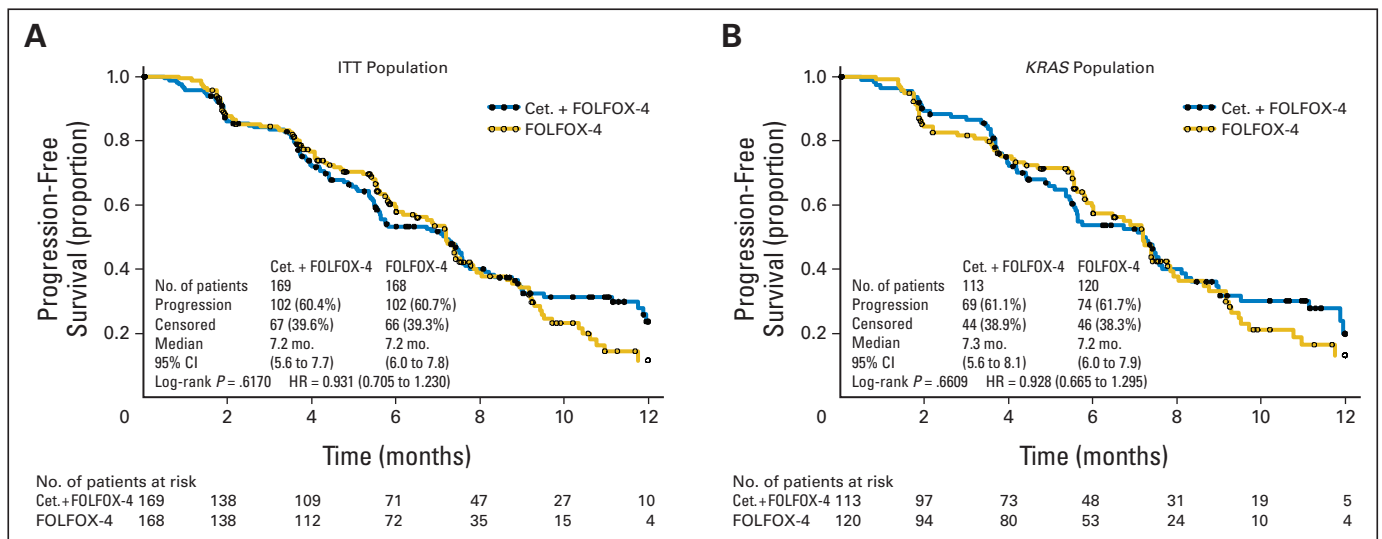 A
ITT Population
Cet. + FOLFOX-4
FOLFOX-4
Progression-Free
Survival (proportion)
1.0
0.8
0.6
0.4
0.2
Cet. + FOLFOX-4 FOLFOX-4
No. of patients 169 168
Progression 102 (60.4%) 102 (60.7%)
Censored 67 (39.6%) 66 (39.3%)
Median 7.2 mo. 7.2 mo.
95% CI (5.6 to 7.7) (6.0 to 7.8)
Log-rank P = .6170 HR = 0.931 (0.705 to 1.230)
0 2 4 6 8 10 12
Time (months)
No. of patients at risk
Cet.+FOLFOX-4 169 138 109 71 47 27 10
FOLFOX-4 168 138 112 72 35 15 4
B
KRAS Population
Cet. + FOLFOX-4
FOLFOX-4
Progression-Free
Survival (proportion)
1.0
0.8
0.6
0.4
0.2
Cet. + FOLFOX-4 FOLFOX-4
No. of patients 113 120
Progression 69 (61.1%) 74 (61.7%)
Censored 44 (38.9%) 46 (38.3%)
Median 7.3 mo. 7.2 mo.
95% CI (5.6 to 8.1) (6.0 to 7.9)
Log-rank P = .6609 HR = 0.928 (0.665 to 1.295)
0 2 4 6 8 10 12
Time (months)
No. of patients at risk
Cet.+FOLFOX-4 113 97 73 48 31 19 5
FOLFOX-4 120 94 80 53 24 10 4